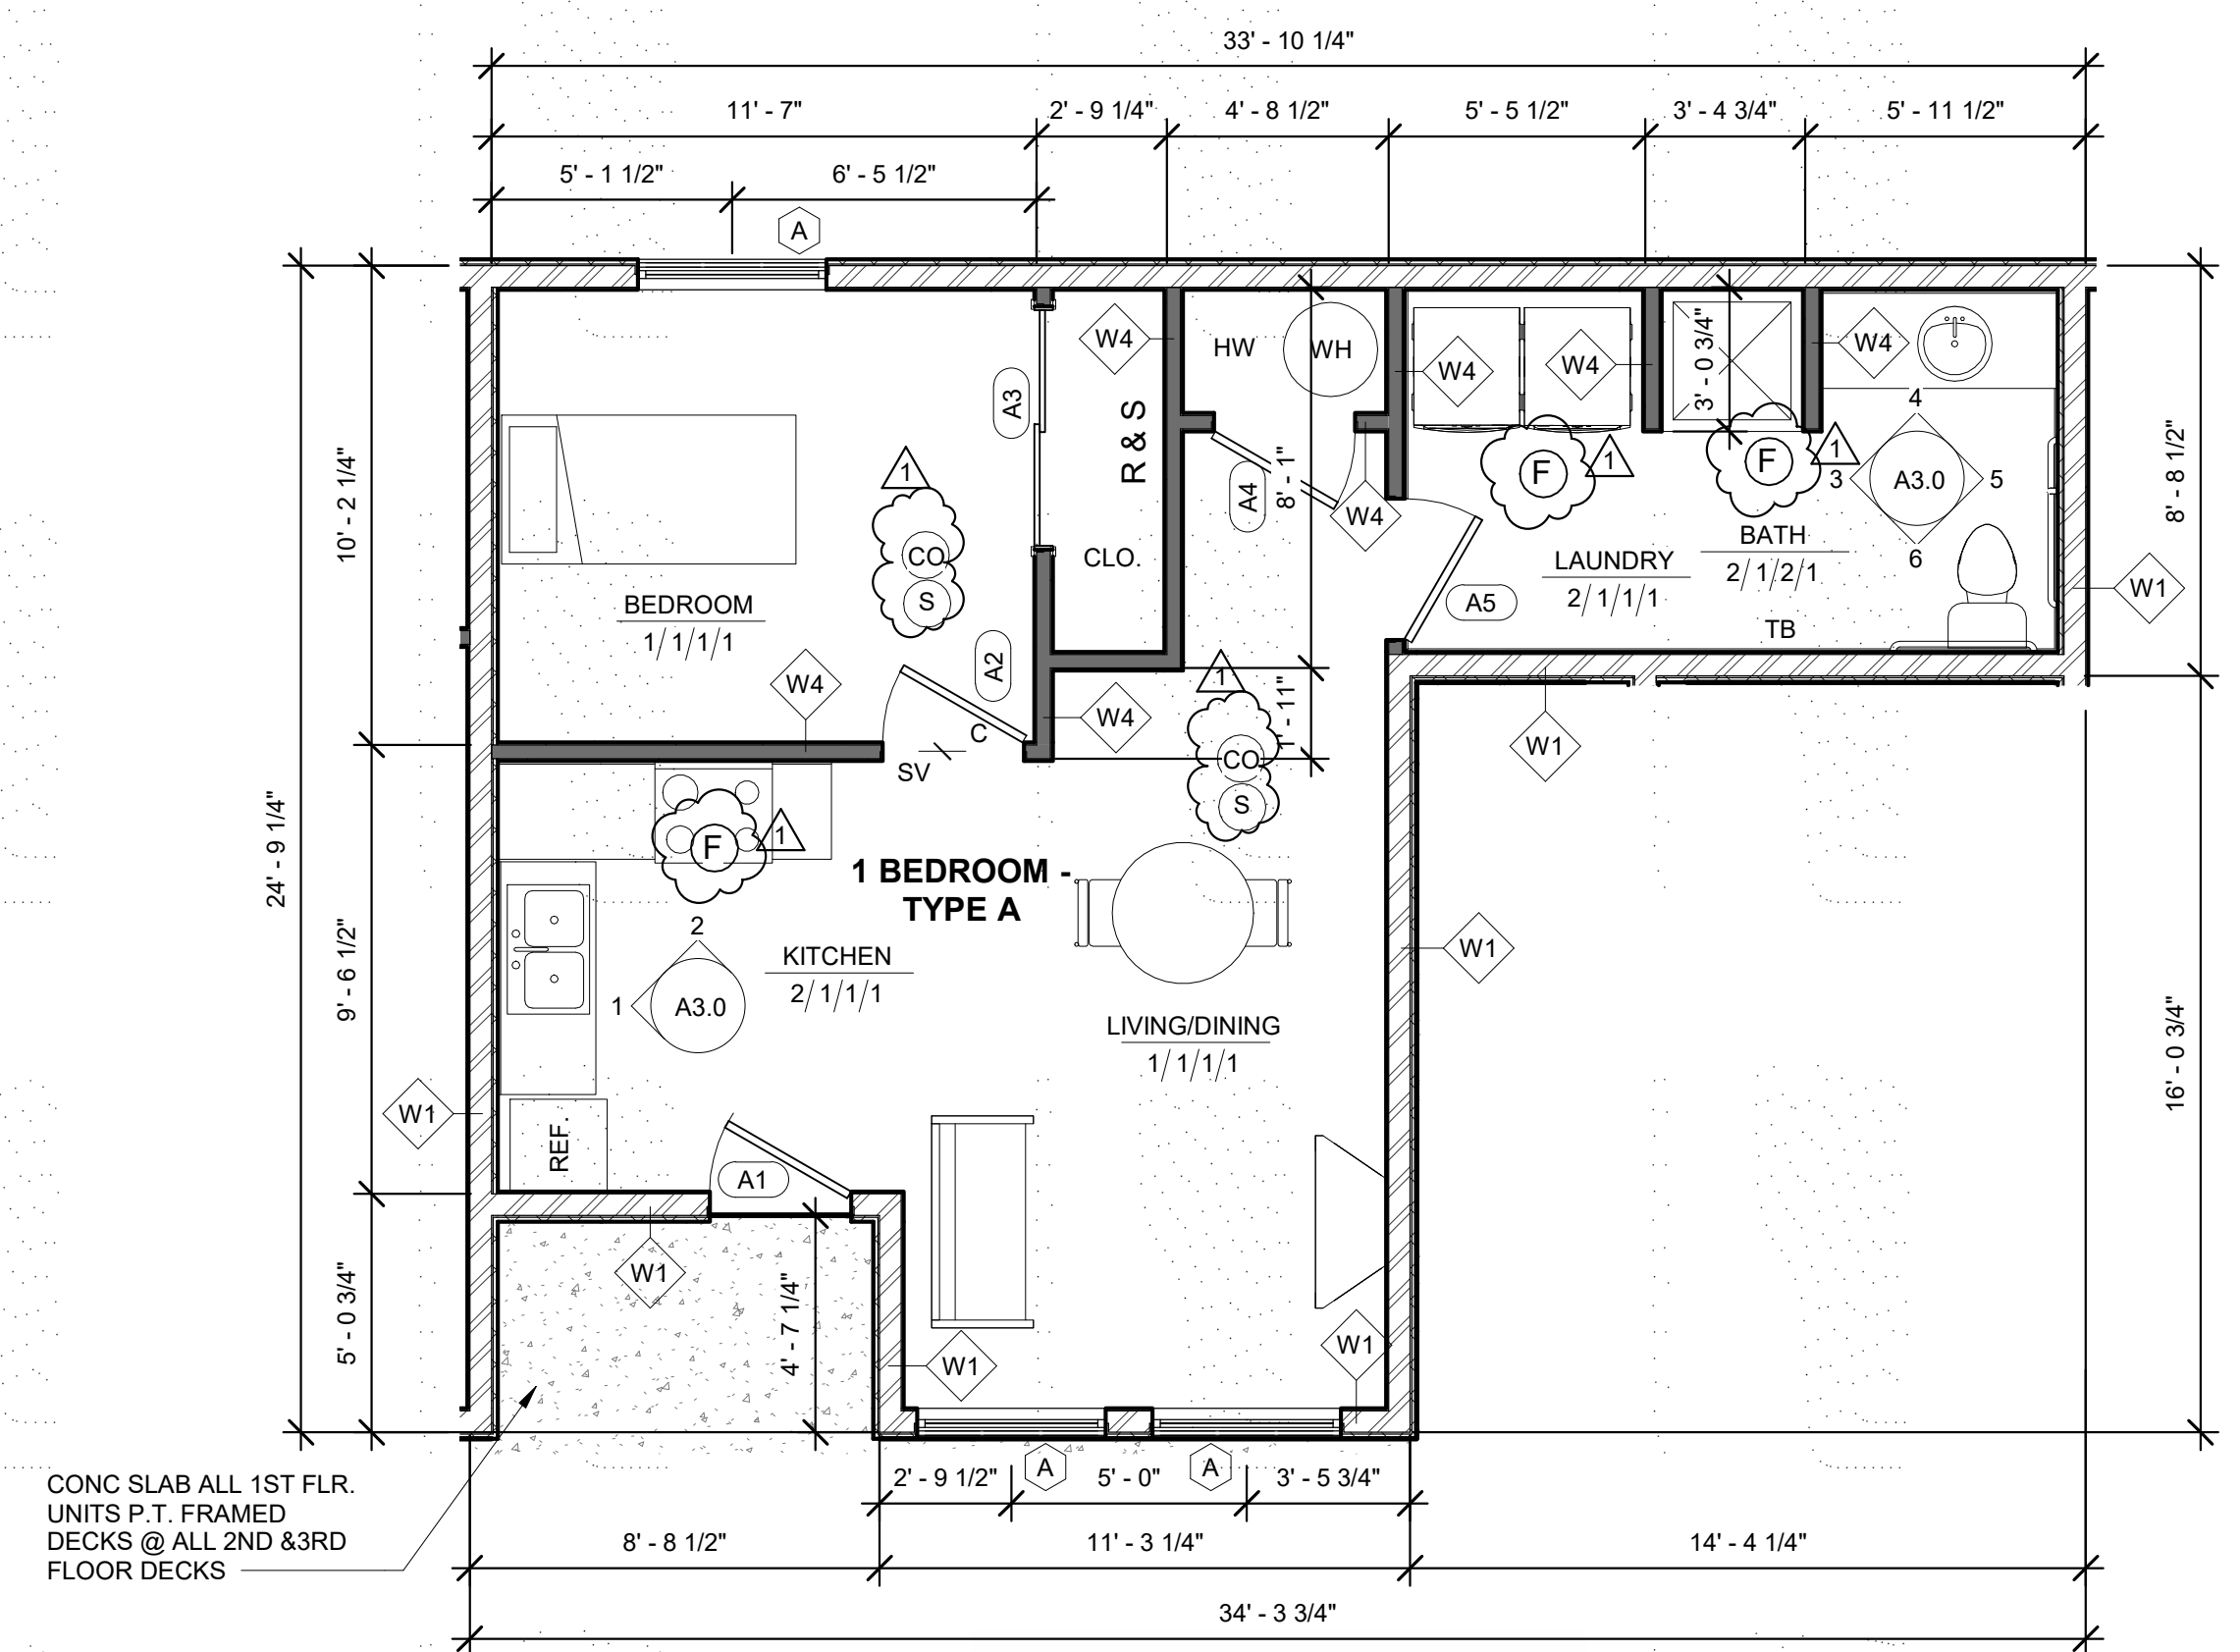 33' - 10 1/4"
11' - 7"
2' - 9 1/4"
4' - 8 1/2"
5' - 5 1/2"
3' - 4 3/4"
5' - 11 1/2"
5' - 1 1/2"
6' - 5 1/2"
A
W4
HW
WH
W4
W4
3' - 0 3/4"
W4
A3
R & S
A4
8' - 1"
4
10' - 2 1/4"
1
F
1
F
1
3
A3.0
5
8' - 8 1/2"
W4
CO
S
CLO.
LAUNDRY
2/ 1/1/1
BATH
2/ 1/2/1
6
W1
BEDROOM
1/ 1/1/1
A5
TB
A2
1
W4
W4
C
SV
1' - 11"
CO
S
W1
24' - 9 1/4"
F
1
1 BEDROOM -
TYPE A
9' - 6 1/2"
2
KITCHEN
2/ 1/1/1
1
A3.0
W1
LIVING/DINING
1/ 1/1/1
16' - 0 3/4"
W1
REF.
A1
W1
5' - 0 3/4"
4' - 7 1/4"
W1
W1
CONC SLAB ALL 1ST FLR.
UNITS P.T. FRAMED
DECKS @ ALL 2ND &3RD
FLOOR DECKS
2' - 9 1/2"
A
5' - 0"
A
3' - 5 3/4"
8' - 8 1/2"
11' - 3 1/4"
14' - 4 1/4"
34' - 3 3/4"